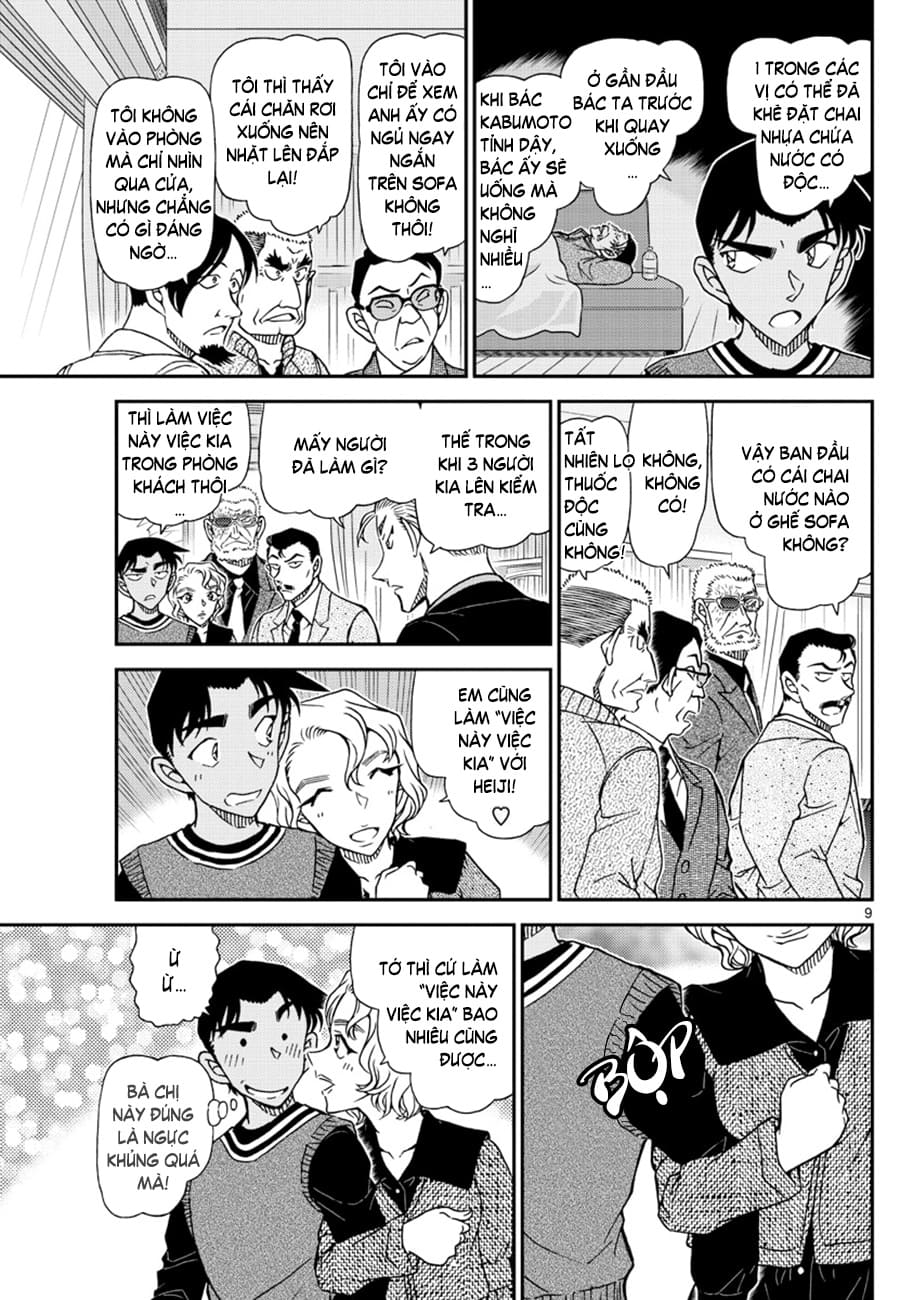 1 TRONG CÁC
VỊ CÓ THỂ ĐÃ
KHẼ ĐẶT CHAI
NHỰA CHỨA
NƯỚC CÓ
ĐỘC...
Ở GẦN ĐẦU
BÁC TA TRƯỚC
KHI QUAY
XUỐNG
...
KHI BÁC
KABUMOTO
TỈNH DẬY,
BÁC ẤY SẼ
UỐNG MÀ
KHÔNG
NGHĨ
NHIỀU
...
TÔI VÀO
CHỈ ĐỂ XEM
ANH ẤY CÓ
NGỦ NGAY
NGẮN
TRÊN SOFA
KHÔNG THÔI!
TÔI THÌ THẤY
CÁI CHĂN RƠI
XUỐNG NÊN
NHẶT LÊN ĐẮP
LẠI!
TÔI KHÔNG
VÀO PHÒNG
MÀ CHỈ NHÌN
QUA CỬA,
NHƯNG CHẲNG
CÓ GÌ ĐÁNG
NGỜ...
VẬY BAN ĐẦU
CÓ CÁI CHAI
NƯỚC NÀO
Ở GHẾ SOFA
KHÔNG?
KHÔNG,
KHÔNG
CÓ!
TẤT
NHIÊN LỌ
THUỐC
ĐỘC
CŨNG
KHÔNG!
THẾ TRONG
KHI 3 NGƯỜI
KIA LÊN KIỂM
TRA...
MẤY NGƯỜI
ĐÃ LÀM GÌ?
THÌ LÀM VIỆC
NÀY VIỆC KIA
TRONG PHÒNG
KHÁCH THÔI
...
EM CŨNG
LÀM “VIỆC
NÀY VIỆC
KIA” VỚI
HEIJI!
♡
9
BỘP
TỚ THÌ CỨ LÀM
“VIỆC NÀY
VIỆC KIA” BAO
NHIÊU CŨNG
ĐƯỢC...
Ừ
Ừ...
BÀ CHỊ
NÀY ĐÚNG
LÀ NGỰC
KHỦNG QUÁ
MÀ!